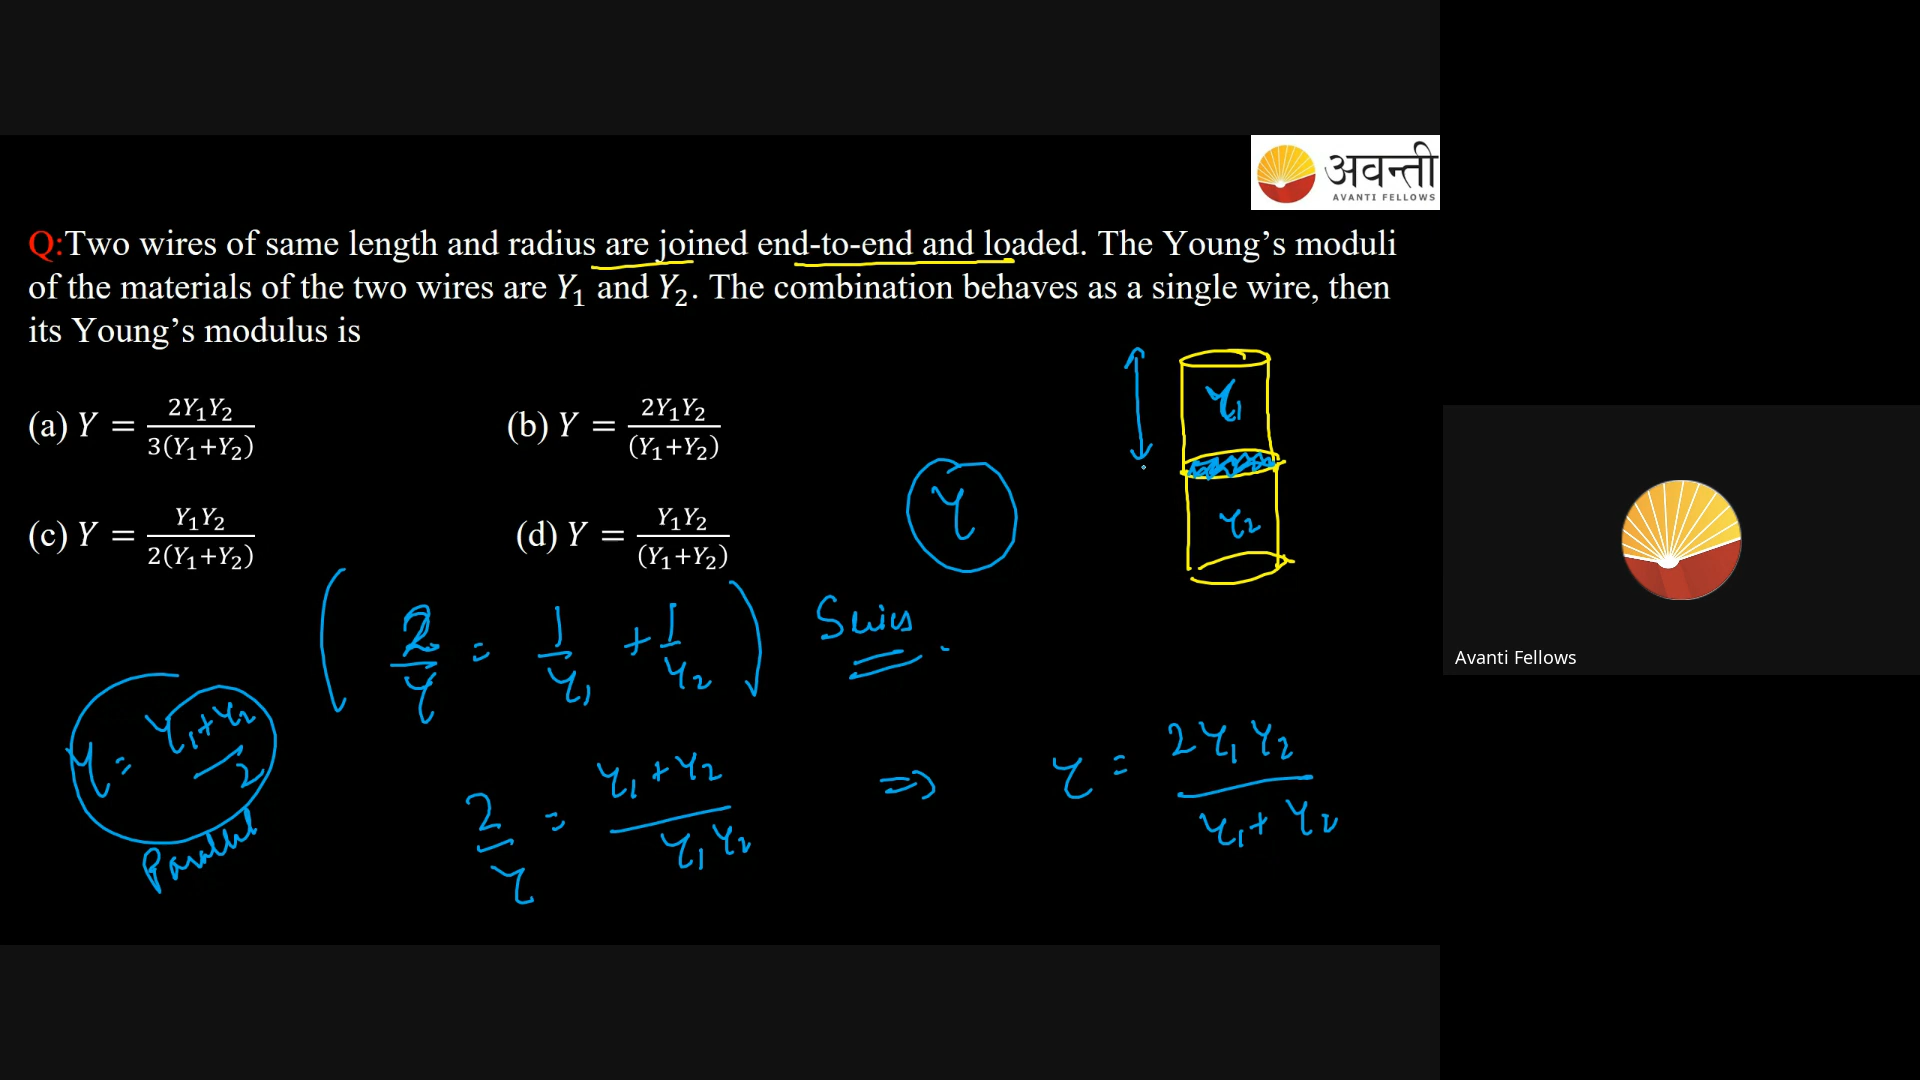 अवन्ती
AVANTI FELLOWS
Q:Two wires of same length and radius are joined end-to-end and loaded. The Young’s moduli
of the materials of the two wires are Y₁ and Y₂. The combination behaves as a single wire, then
its Young’s modulus is
(a) Y = 2Y₁Y₂/3(Y₁+Y₂)
(b) Y = 2Y₁Y₂/(Y₁+Y₂)
(c) Y = Y₁Y₂/2(Y₁+Y₂)
(d) Y = Y₁Y₂/(Y₁+Y₂)
Y
Y₁
Y₂
( 2/Y = 1/Y₁ + 1/Y₂ ) Series
Y = Y₁+Y₂/2
Parallel
2/Y = Y₁+Y₂/Y₁Y₂ ⇒ Y = 2Y₁Y₂/Y₁+Y₂
Avanti Fellows